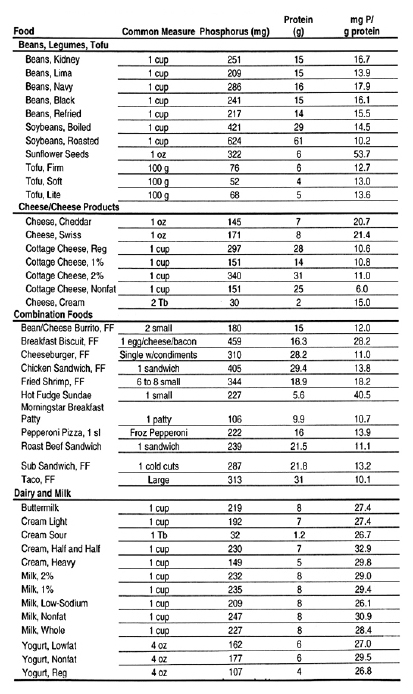 Food Common Measure Phosphorus (mg) Protein (g) mg P/ g protein
Beans, Legumes, Tofu
Beans, Kidney 1 cup 251 15 16.7
Beans, Lima 1 cup 209 15 13.9
Beans, Navy 1 cup 286 16 17.9
Beans, Black 1 cup 241 15 16.1
Beans, Refried 1 cup 217 14 15.5
Soybeans, Boiled 1 cup 421 29 14.5
Soybeans, Roasted 1 cup 624 61 10.2
Sunflower Seeds 1 oz 322 6 53.7
Tofu, Firm 100 g 76 6 12.7
Tofu, Soft 100 g 52 4 13.0
Tofu, Lite 100 g 68 5 13.6
Cheese/Cheese Products
Cheese, Cheddar 1 oz 145 7 20.7
Cheese, Swiss 1 oz 171 8 21.4
Cottage Cheese, Reg 1 cup 297 28 10.6
Cottage Cheese, 1% 1 cup 151 14 10.8
Cottage Cheese, 2% 1 cup 340 31 11.0
Cottage Cheese, Nonfat 1 cup 151 25 6.0
Cheese, Cream 2 Tb 30 2 15.0
Combination Foods
Bean/Cheese Burrito, FF 2 small 180 15 12.0
Breakfast Biscuit, FF 1 egg/cheese/bacon 459 16.3 28.2
Cheeseburger, FF Single w/condiments 310 28.2 11.0
Chicken Sandwich, FF 1 sandwich 405 29.4 13.8
Fried Shrimp, FF 6 to 8 small 344 18.9 18.2
Hot Fudge Sundae 1 small 227 5.6 40.5
Morningstar Breakfast
Patty 1 patty 106 9.9 10.7
Pepperoni Pizza, 1 sl Froz Pepperoni 222 16 13.9
Roast Beef Sandwich 1 sandwich 239 21.5 11.1
Sub Sandwich, FF 1 cold cuts 287 21.8 13.2
Taco, FF Large 313 31 10.1
Dairy and Milk
Buttermilk 1 cup 219 8 27.4
Cream Light 1 cup 192 7 27.4
Cream Sour 1 Tb 32 1.2 26.7
Cream, Half and Half 1 cup 230 7 32.9
Cream, Heavy 1 cup 149 5 29.8
Milk, 2% 1 cup 232 8 29.0
Milk, 1% 1 cup 235 8 29.4
Milk, Low-Sodium 1 cup 209 8 26.1
Milk, Nonfat 1 cup 247 8 30.9
Milk, Whole 1 cup 227 8 28.4
Yogurt, Lowfat 4 oz 162 6 27.0
Yogurt, Nonfat 4 oz 177 6 29.5
Yogurt, Reg 4 oz 107 4 26.8